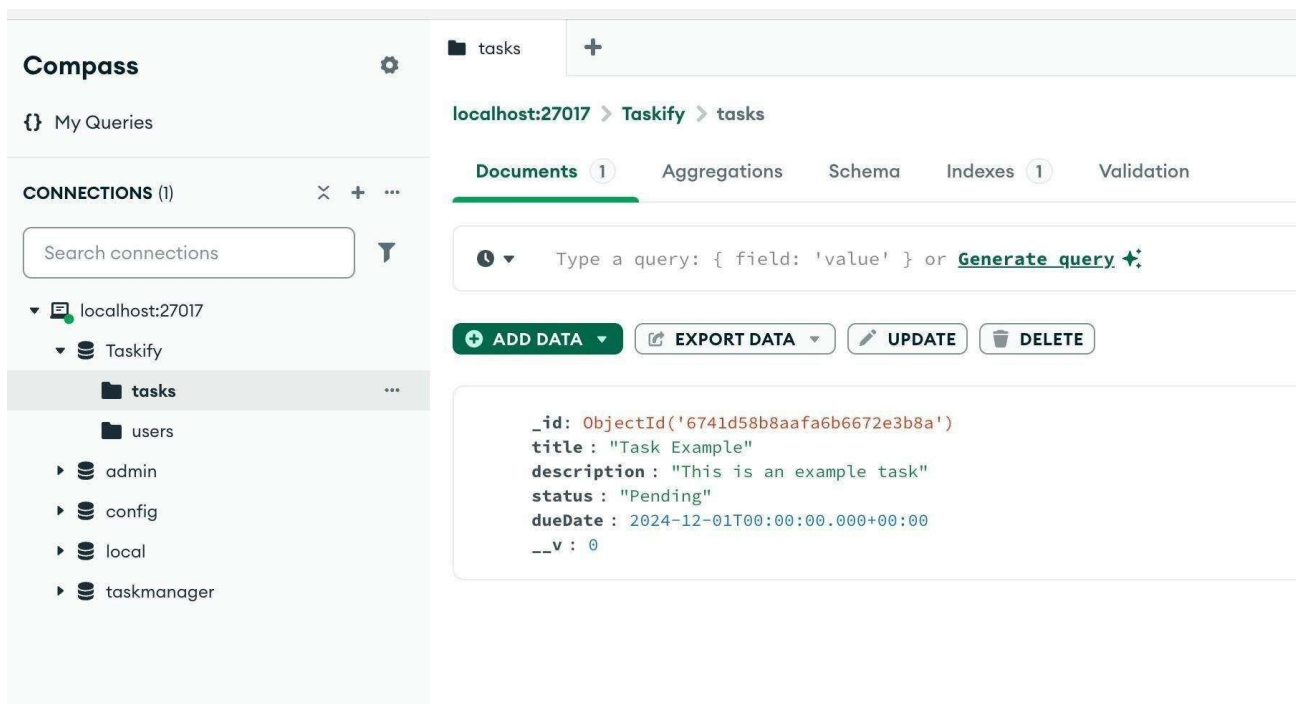 Compass
{} My Queries
CONNECTIONS (1)
Search connections
localhost:27017
Taskify
tasks
users
admin
config
local
taskmanager
tasks
localhost:27017 > Taskify > tasks
Documents 1 Aggregations Schema Indexes 1 Validation
Type a query: { field: 'value' } or Generate query
ADD DATA EXPORT DATA UPDATE DELETE
_id: ObjectId('6741d58b8aafa6b6672e3b8a')
title : "Task Example"
description : "This is an example task"
status : "Pending"
dueDate : 2024-12-01T00:00:00.000+00:00
__v : 0